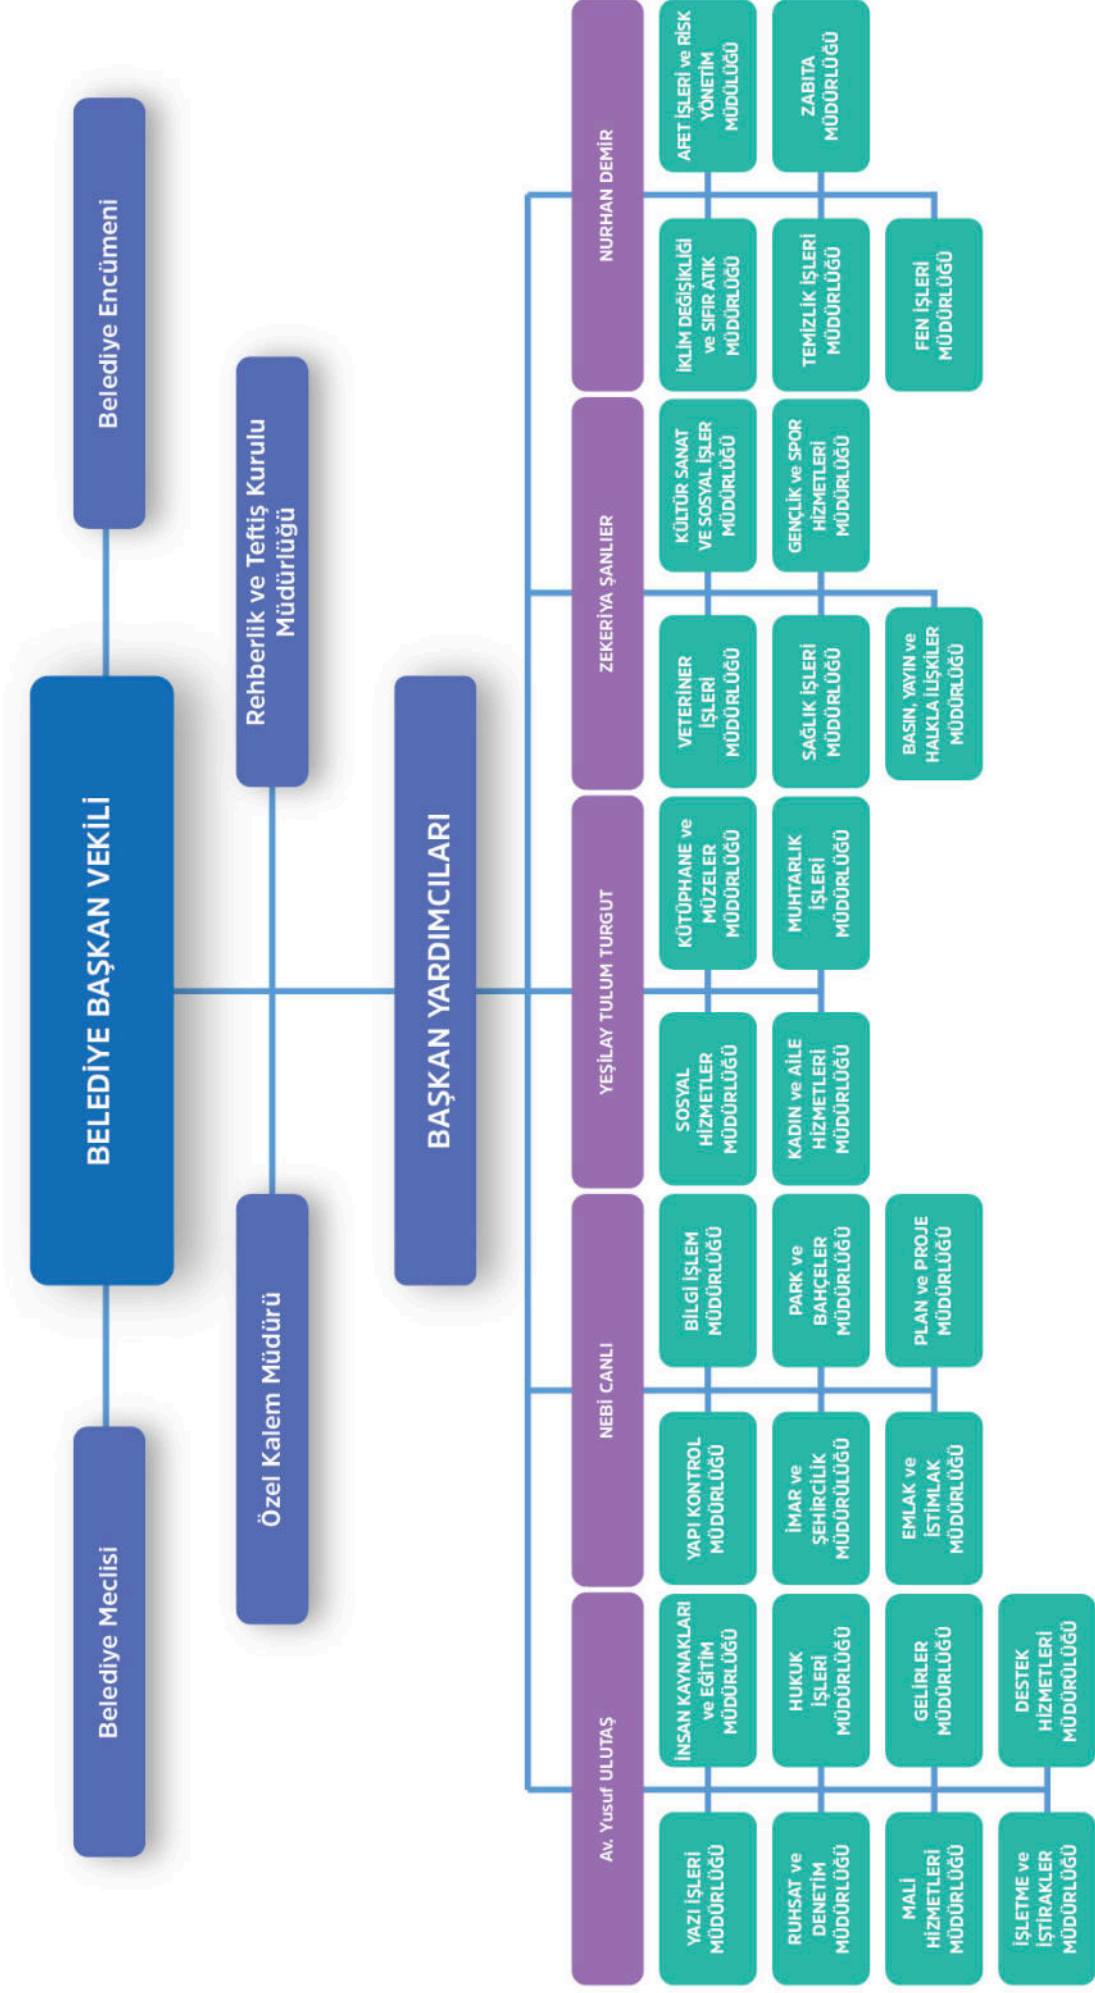 BELEDİYE BAŞKAN VEKİLİ
Belediye Meclisi
Belediye Encümeni
Özel Kalem Müdürü
Rehberlik ve Teftiş Kurulu
Müdürlüğü
BAŞKAN YARDIMCILARI
Av. Yusuf ULUTAŞ
YAZI İŞLERİ
MÜDÜRLÜĞÜ
İNSAN KAYNAKLARI
ve EĞİTİM
MÜDÜRLÜĞÜ
RUHSAT ve
DENETİM
MÜDÜRLÜĞÜ
HUKUK
İŞLERİ
MÜDÜRLÜĞÜ
MALİ
HİZMETLERİ
MÜDÜRLÜĞÜ
GELİRLER
MÜDÜRLÜĞÜ
İŞLETME ve
İŞTİRAKLER
MÜDÜRLÜĞÜ
DESTEK
HİZMETLERİ
MÜDÜRÜLÜĞÜ
NEBİ CANLI
YAPI KONTROL
MÜDÜRLÜĞÜ
BİLGİ İŞLEM
MÜDÜRLÜĞÜ
İMAR ve
ŞEHİRCİLİK
MÜDÜRÜLÜĞÜ
PARK ve
BAHÇELER
MÜDÜRLÜĞÜ
EMLAK ve
İSTİMLAK
MÜDÜRLÜĞÜ
PLAN ve PROJE
MÜDÜRLÜĞÜ
YEŞİLAY TULUM TURGUT
SOSYAL
HİZMETLER
MÜDÜRLÜĞÜ
KÜTÜPHANE ve
MÜZELER
MÜDÜRLÜĞÜ
KADIN ve AİLE
HİZMETLERİ
MÜDÜRLÜĞÜ
MUHTARLIK
İŞLERİ
MÜDÜRLÜĞÜ
ZEKERİYA ŞANLIER
VETERİNER
İŞLERİ
MÜDÜRLÜĞÜ
KÜLTÜR SANAT
VE SOSYAL İŞLER
MÜDÜRLÜĞÜ
SAĞLIK İŞLERİ
MÜDÜRLÜĞÜ
GENÇLİK ve SPOR
HİZMETLERİ
MÜDÜRLÜĞÜ
BASIN, YAYIN ve
HALKLA İLİŞKİLER
MÜDÜRLÜĞÜ
NURHAN DEMİR
İKLİM DEĞİŞİKLİĞİ
ve SIFIR ATIK
MÜDÜRLÜĞÜ
AFET İŞLERİ ve RİSK
YÖNETİM
MÜDÜLÜĞÜ
TEMİZLİK İŞLERİ
MÜDÜRLÜĞÜ
ZABITA
MÜDÜRLÜĞÜ
FEN İŞLERİ
MÜDÜRLÜĞÜ